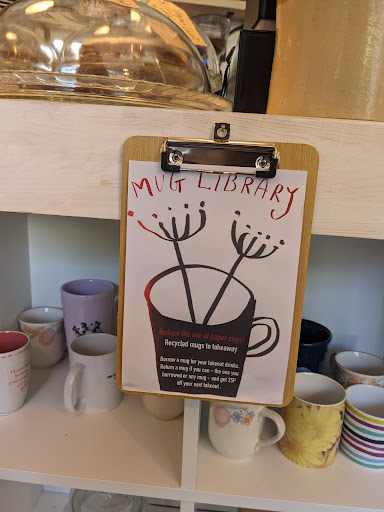 MUG LIBRARY
Reduce the use of paper cups!
Recycled mugs to takeaway
Borrow a mug for your takeout drinks.
Return a mug if you can - the one you
borrowed or any mug - and get 25P
off your next takeout.